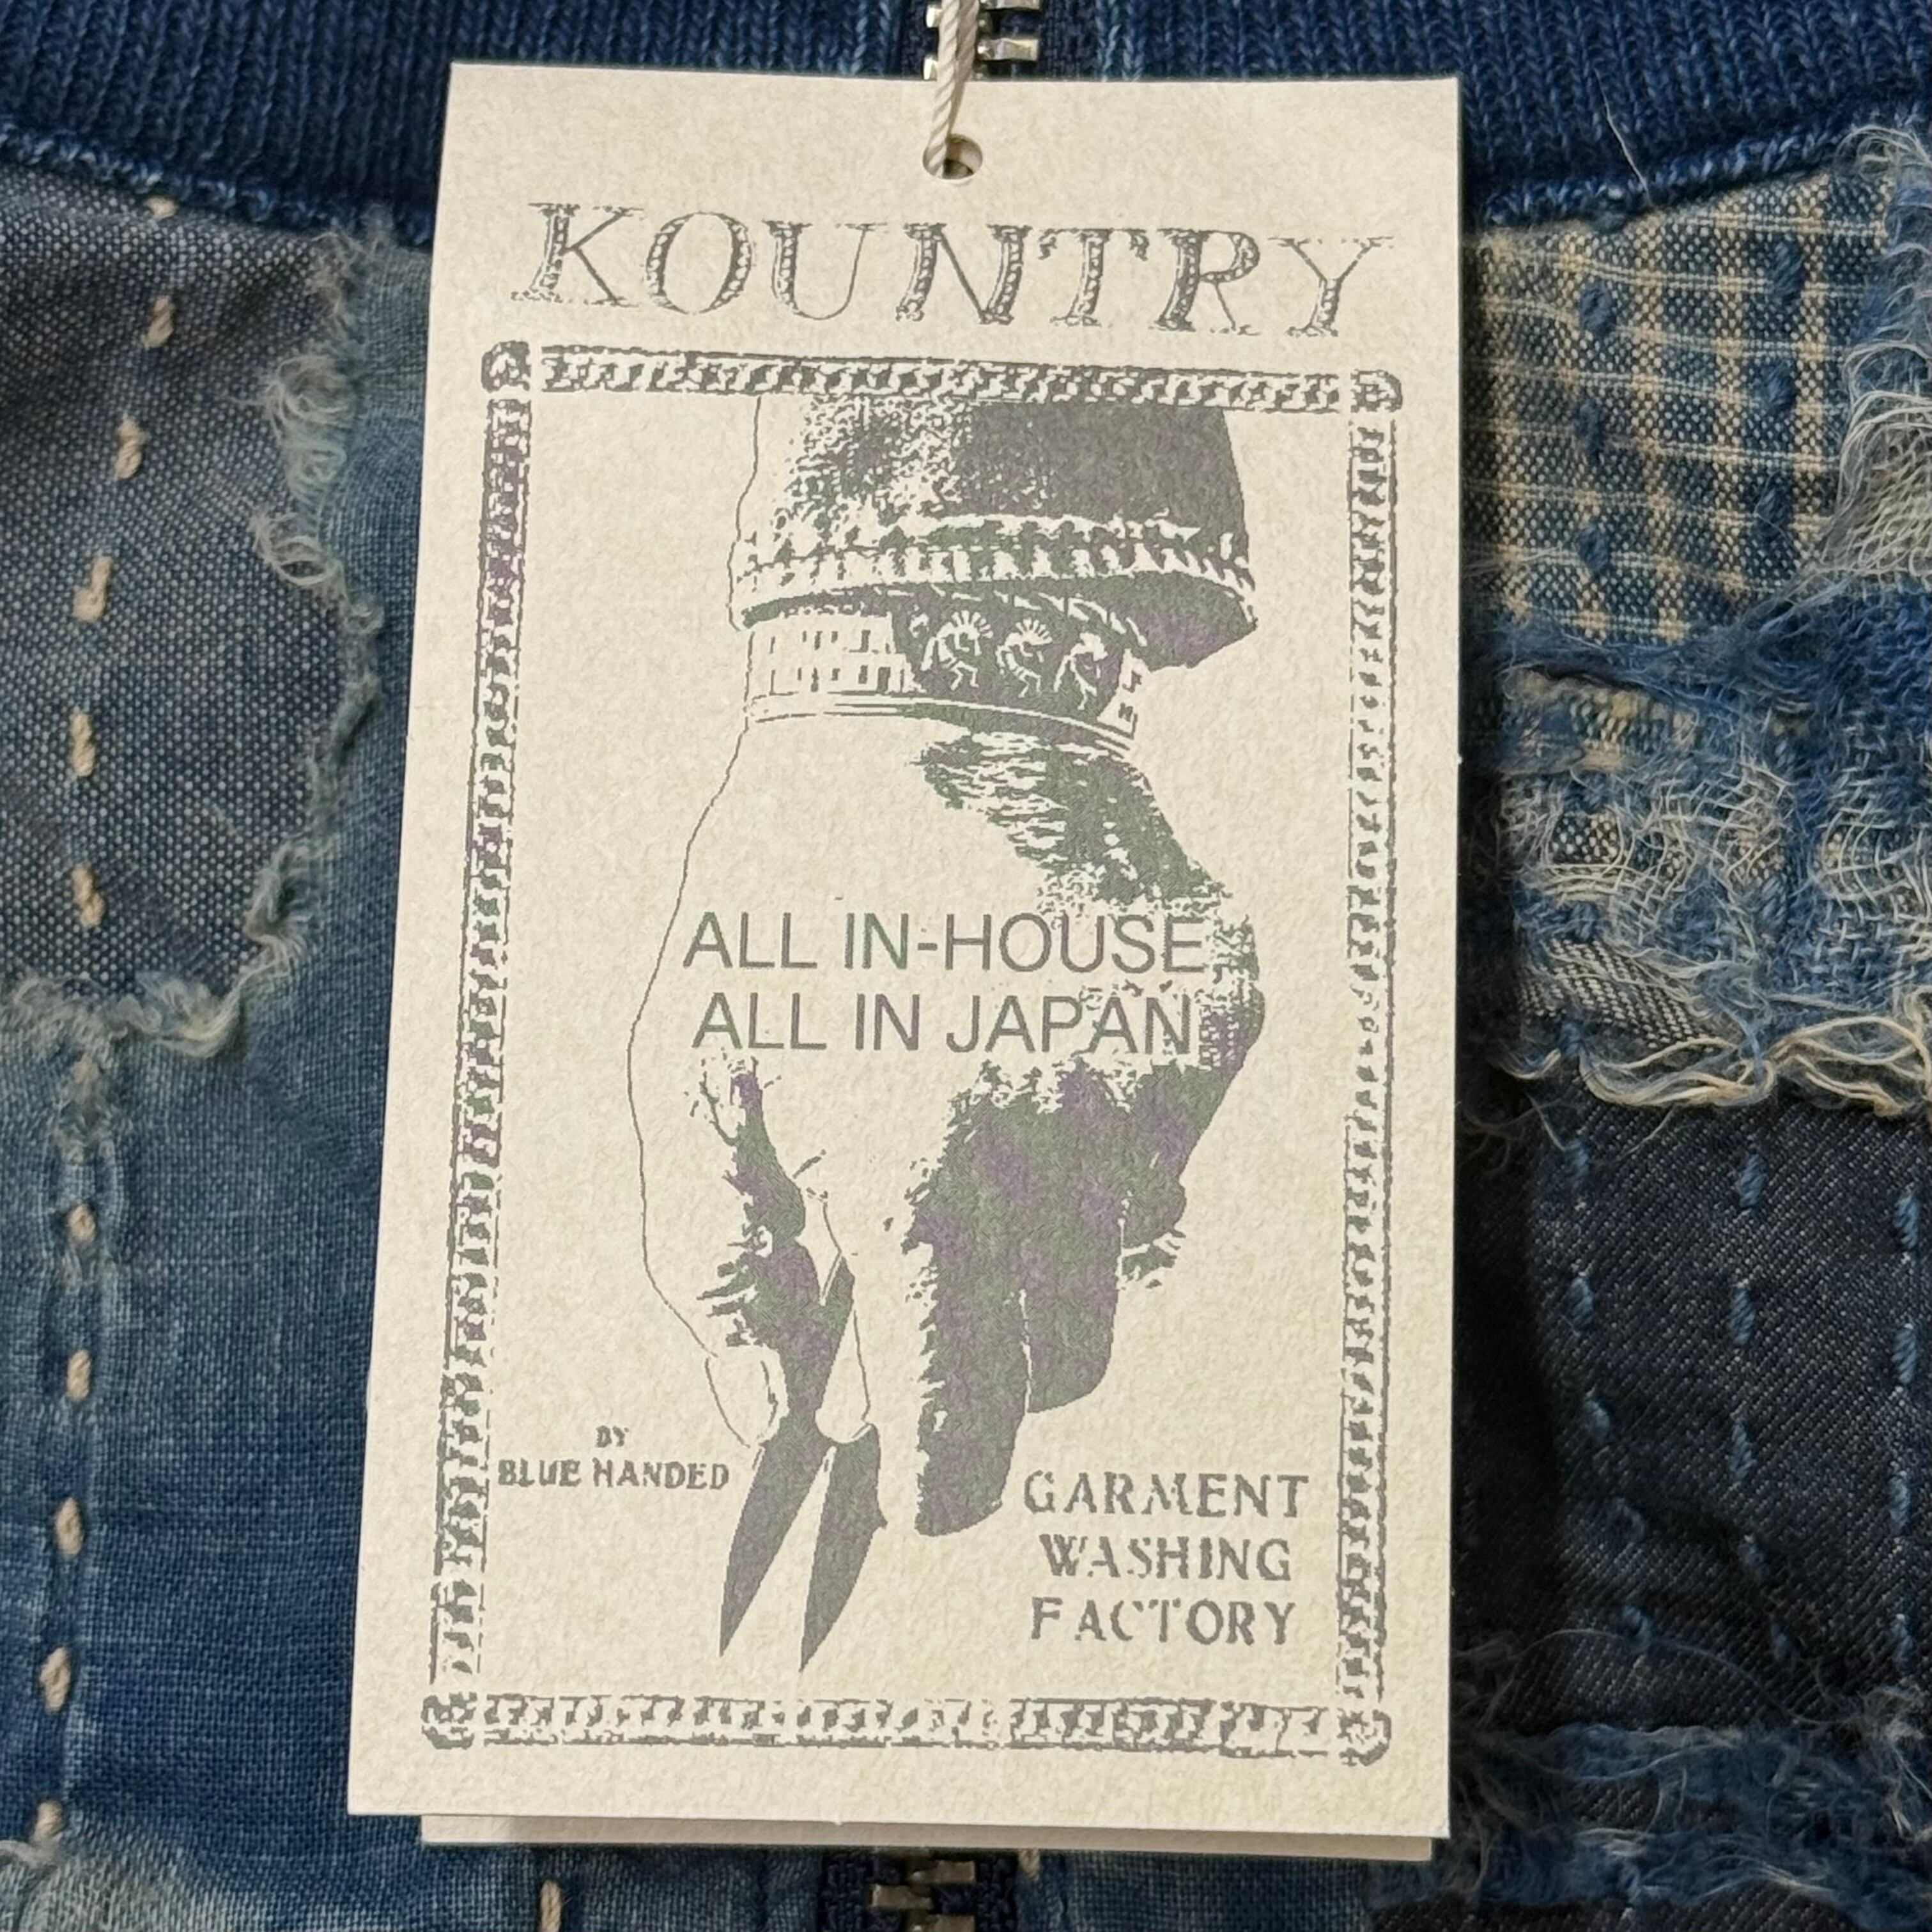 KOUNTRY
ALL IN-HOUSE
ALL IN JAPAN
BY
BLUE HANDED
GARMENT
WASHING
FACTORY